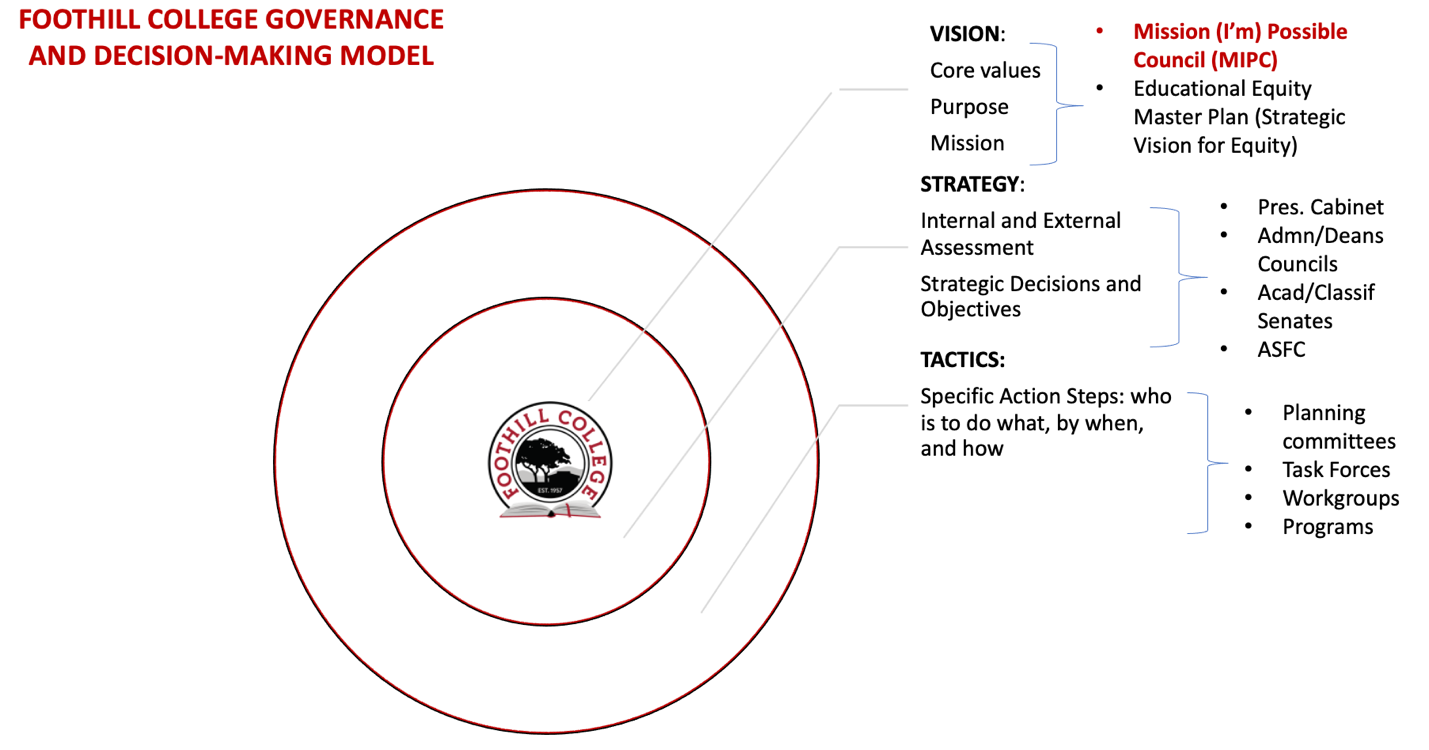 FOOTHILL COLLEGE GOVERNANCE
AND DECISION-MAKING MODEL
VISION:
Core values
Purpose
Mission
• Mission (I’m) Possible
Council (MIPC)
• Educational Equity
Master Plan (Strategic
Vision for Equity)
STRATEGY:
Internal and External
Assessment
Strategic Decisions and
Objectives
• Pres. Cabinet
• Admn/Deans
Councils
• Acad/Classif
Senates
• ASFC
TACTICS:
Specific Action Steps: who
is to do what, by when,
and how
• Planning
committees
• Task Forces
• Workgroups
• Programs
FOOTHILL COLLEGE
EST. 1957